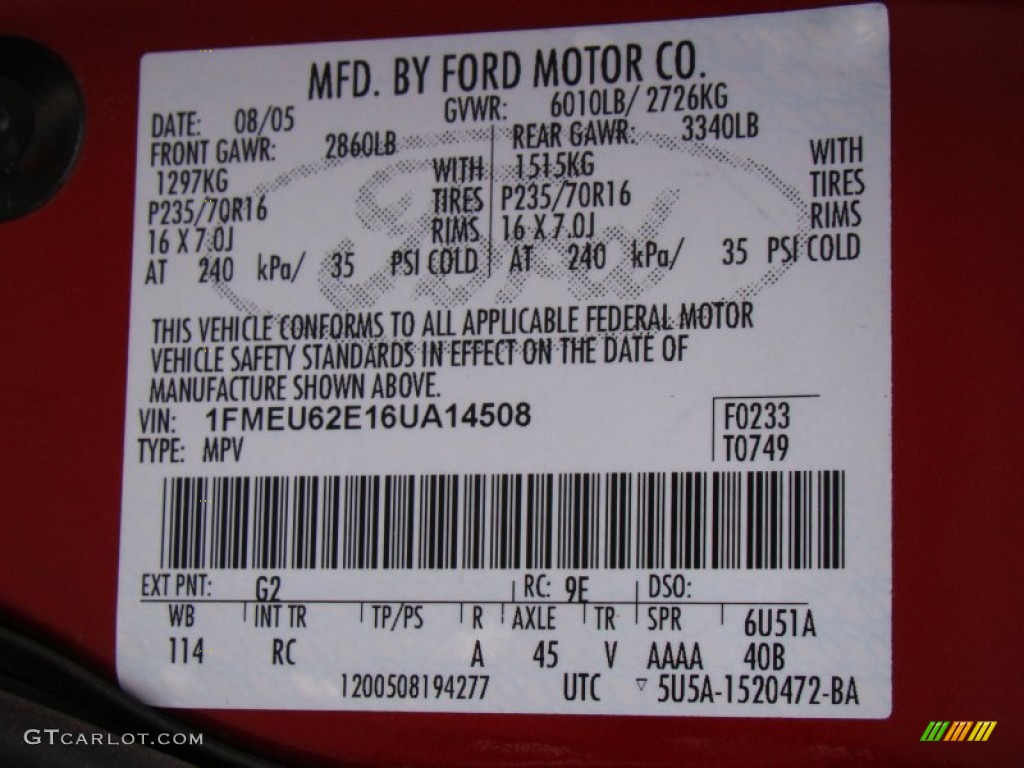 MFD. BY FORD MOTOR CO.
DATE: 08/05 GVWR: 6010LB/ 2726KG
FRONT GAWR: 2860LB REAR GAWR: 3340LB
1297KG WITH 1515KG WITH
P235/70R16 TIRES P235/70R16 TIRES
16 X 7.0J RIMS 16 X 7.0J RIMS
AT 240 kPa/ 35 PSI COLD AT 240 kPa/ 35 PSI COLD
Ford
THIS VEHICLE CONFORMS TO ALL APPLICABLE FEDERAL MOTOR
VEHICLE SAFETY STANDARDS IN EFFECT ON THE DATE OF
MANUFACTURE SHOWN ABOVE.
VIN: 1FMEU62E16UA14508 F0233
TYPE: MPV T0749
EXT PNT: G2 RC: 9E DSO:
WB INT TR TP/PS R AXLE TR SPR 6U51A
114 RC A 45 V AAAA 40B
1200508194277 UTC ▽ 5U5A-1520472-BA
GTCARLOT.COM